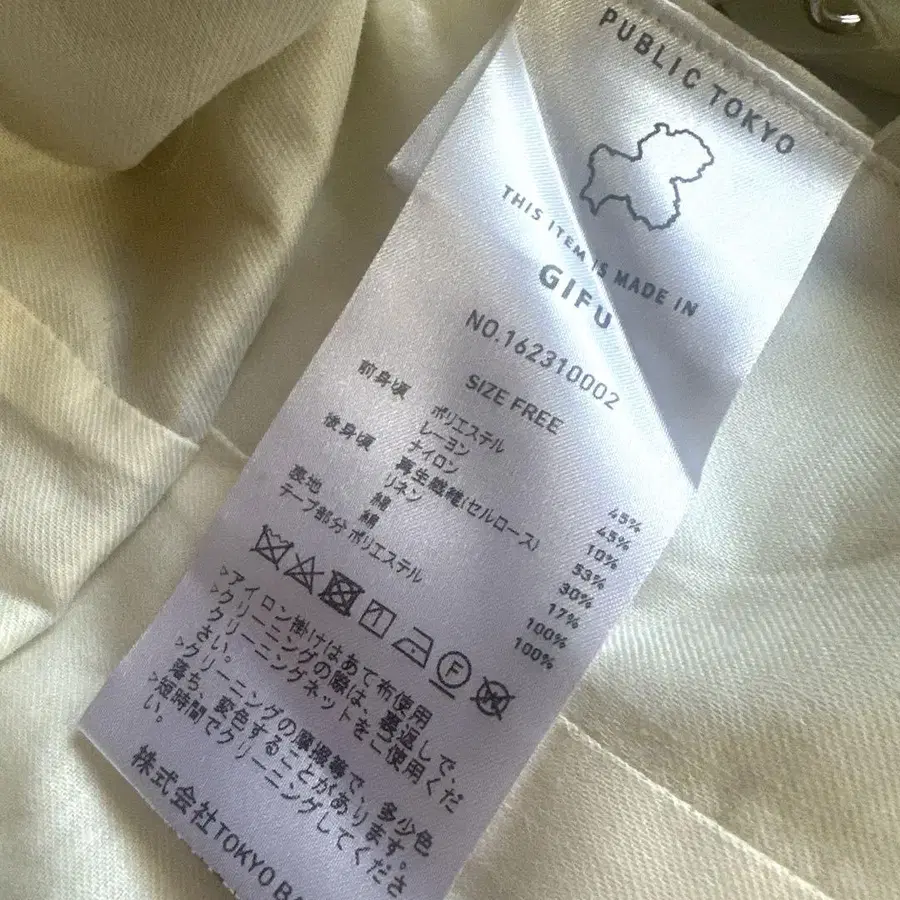 PUBLIC TOKYO
THIS ITEM IS MADE IN
GIFU
NO.162310002
SIZE FREE
前身頃 ポリエステル 45%
レーヨン 45%
ナイロン 10%
後身頃 再生繊維(セルロース) 53%
リネン 30%
綿 17%
裏地 綿 100%
テープ部分 ポリエステル 100%
F
>アイロン掛けはあて布使用
>クリーニングの際は、裏返しで、
クリーニングネットをご使用くだ
さい。
>クリーニングの摩擦等で、多少色
落ち、変色することがあります。
>短時間でクリーニングしてくださ
い。
株式会社TOKYO BA